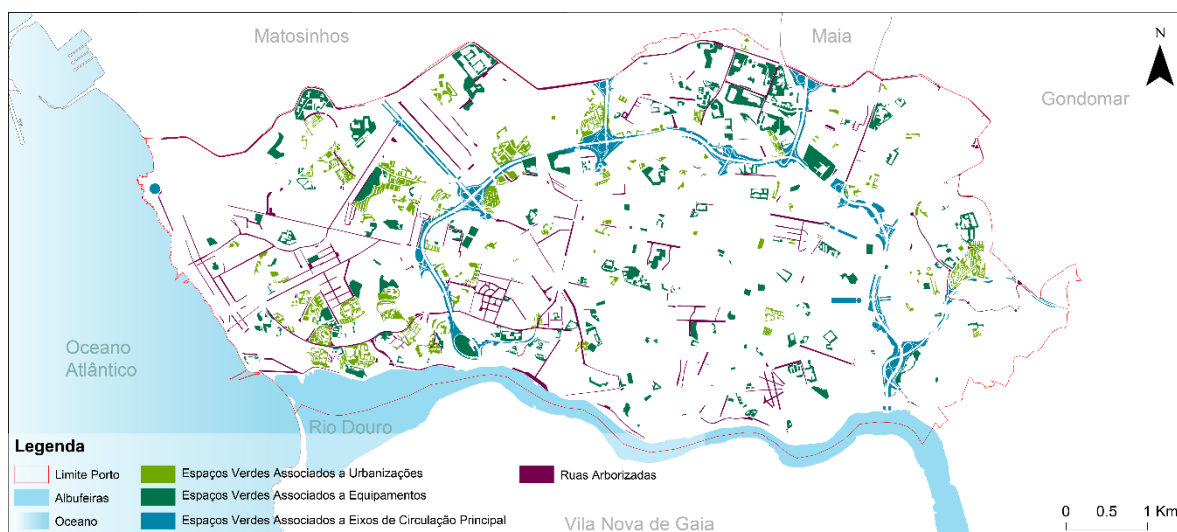 Matosinhos
Maia
N
Gondomar
Oceano
Atlântico
Rio Douro
Legenda
Limite Porto
Espaços Verdes Associados a Urbanizações
Ruas Arborizadas
Albufeiras
Espaços Verdes Associados a Equipamentos
Oceano
Espaços Verdes Associados a Eixos de Circulação Principal
Vila Nova de Gaia
0 0.5 1 Km